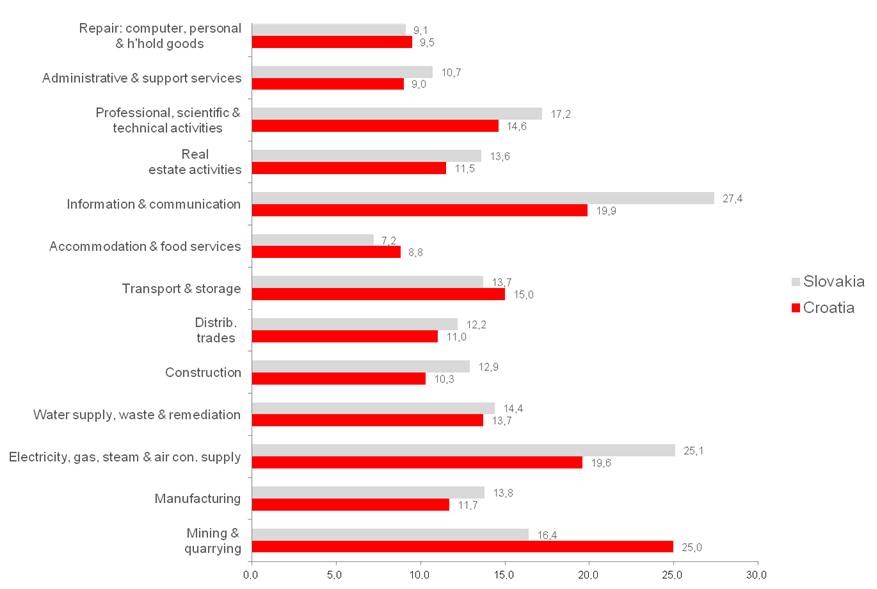 Repair: computer, personal
& h'hold goods
9,1
9,5
Administrative & support services
10,7
9,0
Professional, scientific &
technical activities
17,2
14,6
Real
estate activities
13,6
11,5
Information & communication
27,4
19,9
Accommodation & food services
7,2
8,8
Transport & storage
13,7
15,0
Distrib.
trades
12,2
11,0
Construction
12,9
10,3
Water supply, waste & remediation
14,4
13,7
Electricity, gas, steam & air con. supply
25,1
19,6
Manufacturing
13,8
11,7
Mining &
quarrying
16,4
25,0
0,0 5,0 10,0 15,0 20,0 25,0 30,0
Slovakia
Croatia